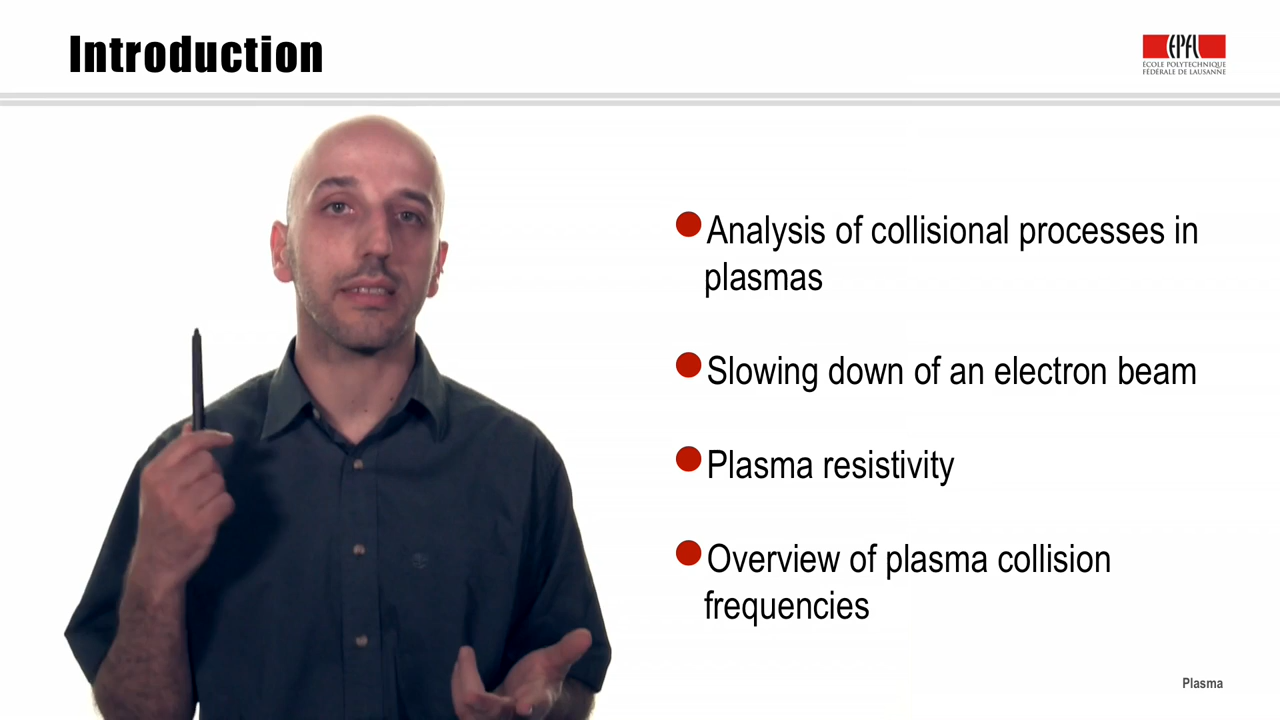 Introduction
EPFL
ÉCOLE POLYTECHNIQUE
FÉDÉRALE DE LAUSANNE
Analysis of collisional processes in
plasmas
Slowing down of an electron beam
Plasma resistivity
Overview of plasma collision
frequencies
Plasma